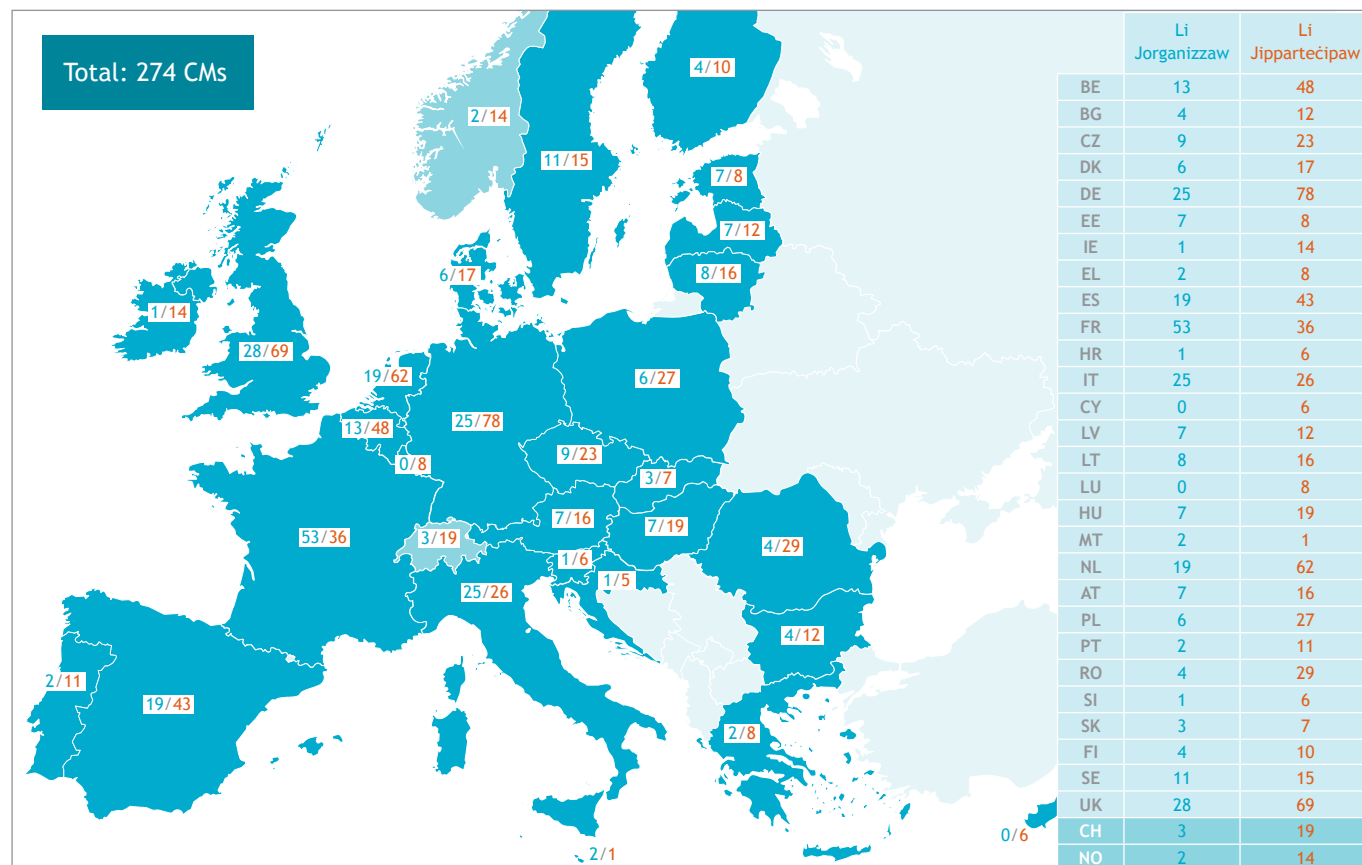 Total: 274 CMs
4/10
2/14
11/15
7/8
7/12
6/17
8/16
1/14
28/69
19/62
6/27
13/48
25/78
0/8
9/23
3/7
53/36
3/19
7/16
7/19
4/29
1/6
1/5
25/26
4/12
2/11
19/43
2/8
0/6
2/1
Li Jorganizzaw Li Jippartecipaw
BE 13 48
BG 4 12
CZ 9 23
DK 6 17
DE 25 78
EE 7 8
IE 1 14
EL 2 8
ES 19 43
FR 53 36
HR 1 6
IT 25 26
CY 0 6
LV 7 12
LT 8 16
LU 0 8
HU 7 19
MT 2 1
NL 19 62
AT 7 16
PL 6 27
PT 2 11
RO 4 29
SI 1 6
SK 3 7
FI 4 10
SE 11 15
UK 28 69
CH 3 19
NO 2 14